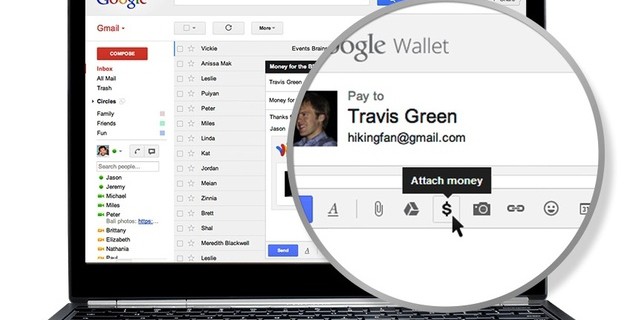 Google
Gmail
More
COMPOSE
Inbox
All Mail
Trash
Circles
Family
Friends
Fun
Search people...
Jason
Jeremy
Michael
Miles
Peter
Ball photos: https:...
Brittany
Elizabeth
Nathania
Paul
Vickie
Events
Anissa Mak
Leslie
Puiyan
Peter
Miles
Linda
Kat
Jordan
Meian
Zinnia
Brett
Shal
Meredith Blackwell
Leslie
Money for the
Travis Green
Money for
Thanks
Jason
Send
Google Wallet
Pay to
Travis Green
hikingfan@gmail.com
Attach money
A
$
31